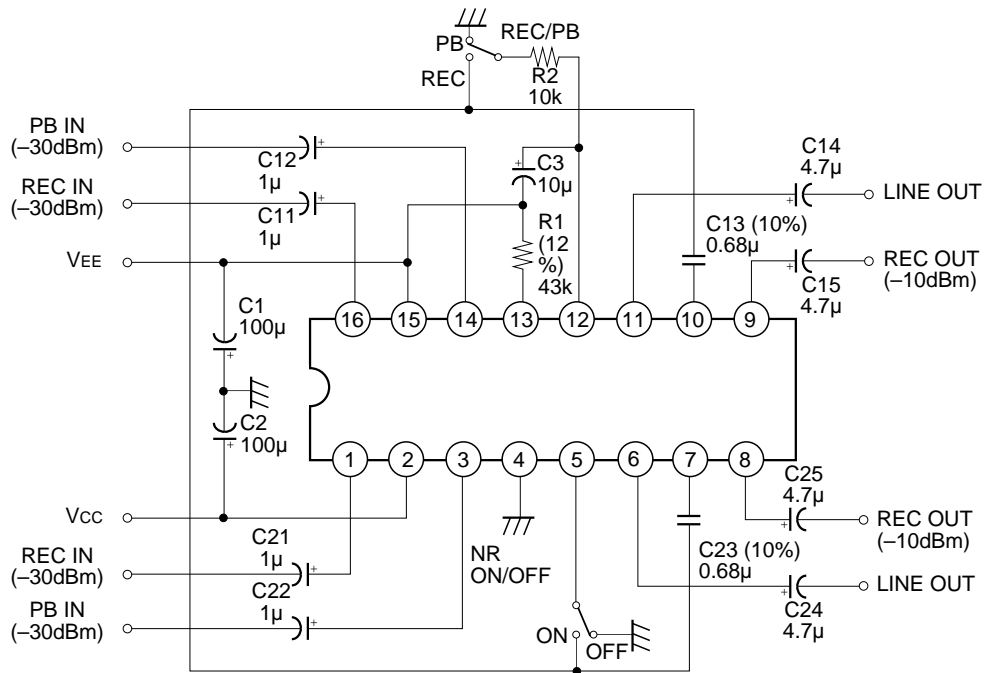 PB
REC/PB
REC
R2
10k
PB IN
(–30dBm)
C12
1µ
+
REC IN
(–30dBm)
C11
1µ
+
+
C3
10µ
R1
(12
%)
43k
C14
4.7µ
+
LINE OUT
C13 (10%)
0.68µ
+
C15
4.7µ
REC OUT
(–10dBm)
VEE
C1
100µ
+
C2
100µ
+
16
15
14
13
12
11
10
9
1
2
3
4
5
6
7
8
VCC
REC IN
(–30dBm)
C21
1µ
+
PB IN
(–30dBm)
C22
1µ
+
NR
ON/OFF
ON
OFF
C25
4.7µ
+
REC OUT
(–10dBm)
C23 (10%)
0.68µ
+
C24
4.7µ
LINE OUT